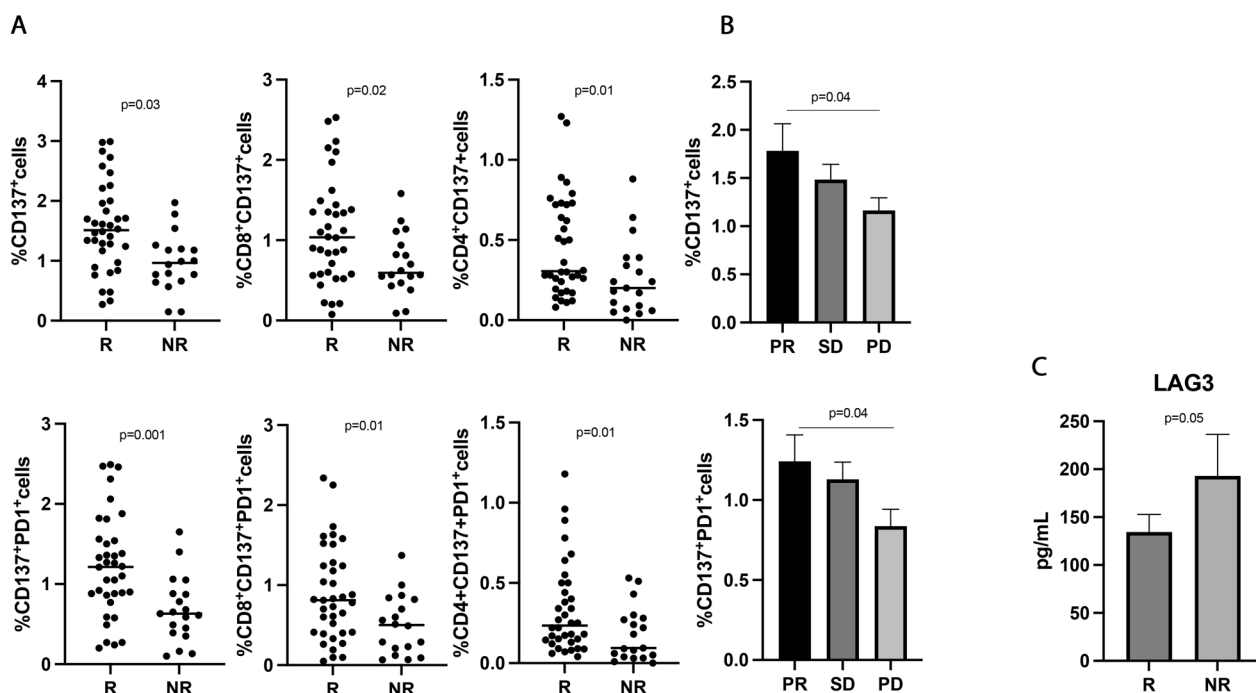 A
%CD137⁺cells
4
3
2
1
0
p=0.03
R NR
%CD8⁺CD137⁺cells
3
2
1
0
p=0.02
R NR
%CD4⁺CD137+cells
1.5
1.0
0.5
0.0
p=0.01
R NR
B
%CD137⁺cells
2.5
2.0
1.5
1.0
0.5
0.0
p=0.04
PR SD PD
%CD137⁺PD1⁺cells
3
2
1
0
p=0.001
R NR
%CD8⁺CD137⁺PD1⁺cells
3
2
1
0
p=0.01
R NR
%CD4+CD137+PD1⁺cells
1.5
1.0
0.5
0.0
p=0.01
R NR
%CD137⁺PD1⁺cells
1.5
1.0
0.5
0.0
p=0.04
PR SD PD
C
LAG3
pg/mL
250
200
150
100
50
0
p=0.05
R NR